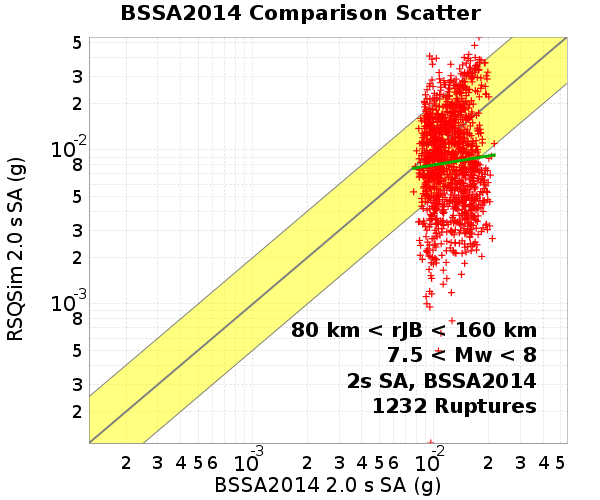 BSSA2014 Comparison Scatter
RSQSim 2.0 s SA (g)
5
3
2
10-2
8
5
3
2
10-3
8
5
3
2
80 km < rJB < 160 km
7.5 < Mw < 8
2s SA, BSSA2014
1232 Ruptures
2 3 4 5 6 10-3 2 3 4 5 6 10-2 2 3 4 5
BSSA2014 2.0 s SA (g)